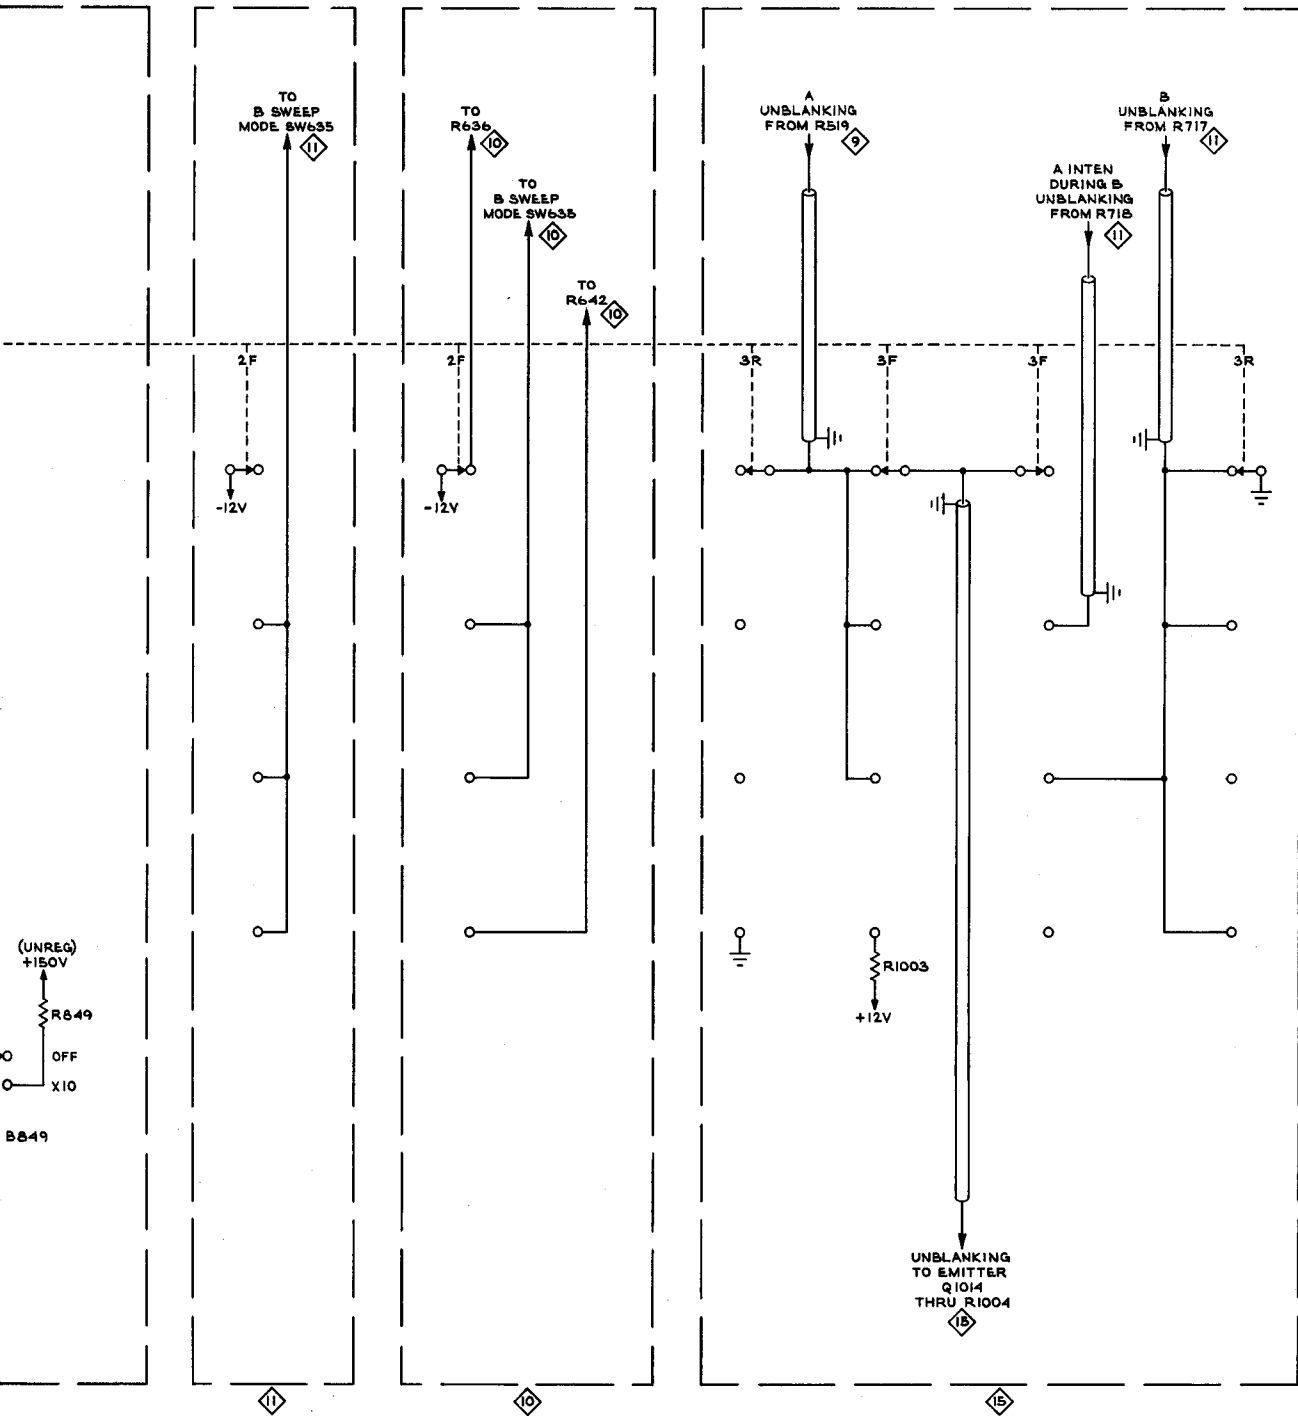 TO
B SWEEP
MODE SW635
11
TO
R636
10
TO
B SWEEP
MODE SW635
10
TO
R642
10
A
UNBLANKING
FROM R519
9
A INTEN
DURING B
UNBLANKING
FROM R718
11
B
UNBLANKING
FROM R717
11
2F
2F
3R
3F
3F
3R
-12V
-12V
(UNREG)
+150V
R849
OFF
X10
B849
R1003
+12V
UNBLANKING
TO EMITTER
Q1014
THRU R1004
15
11
10
15